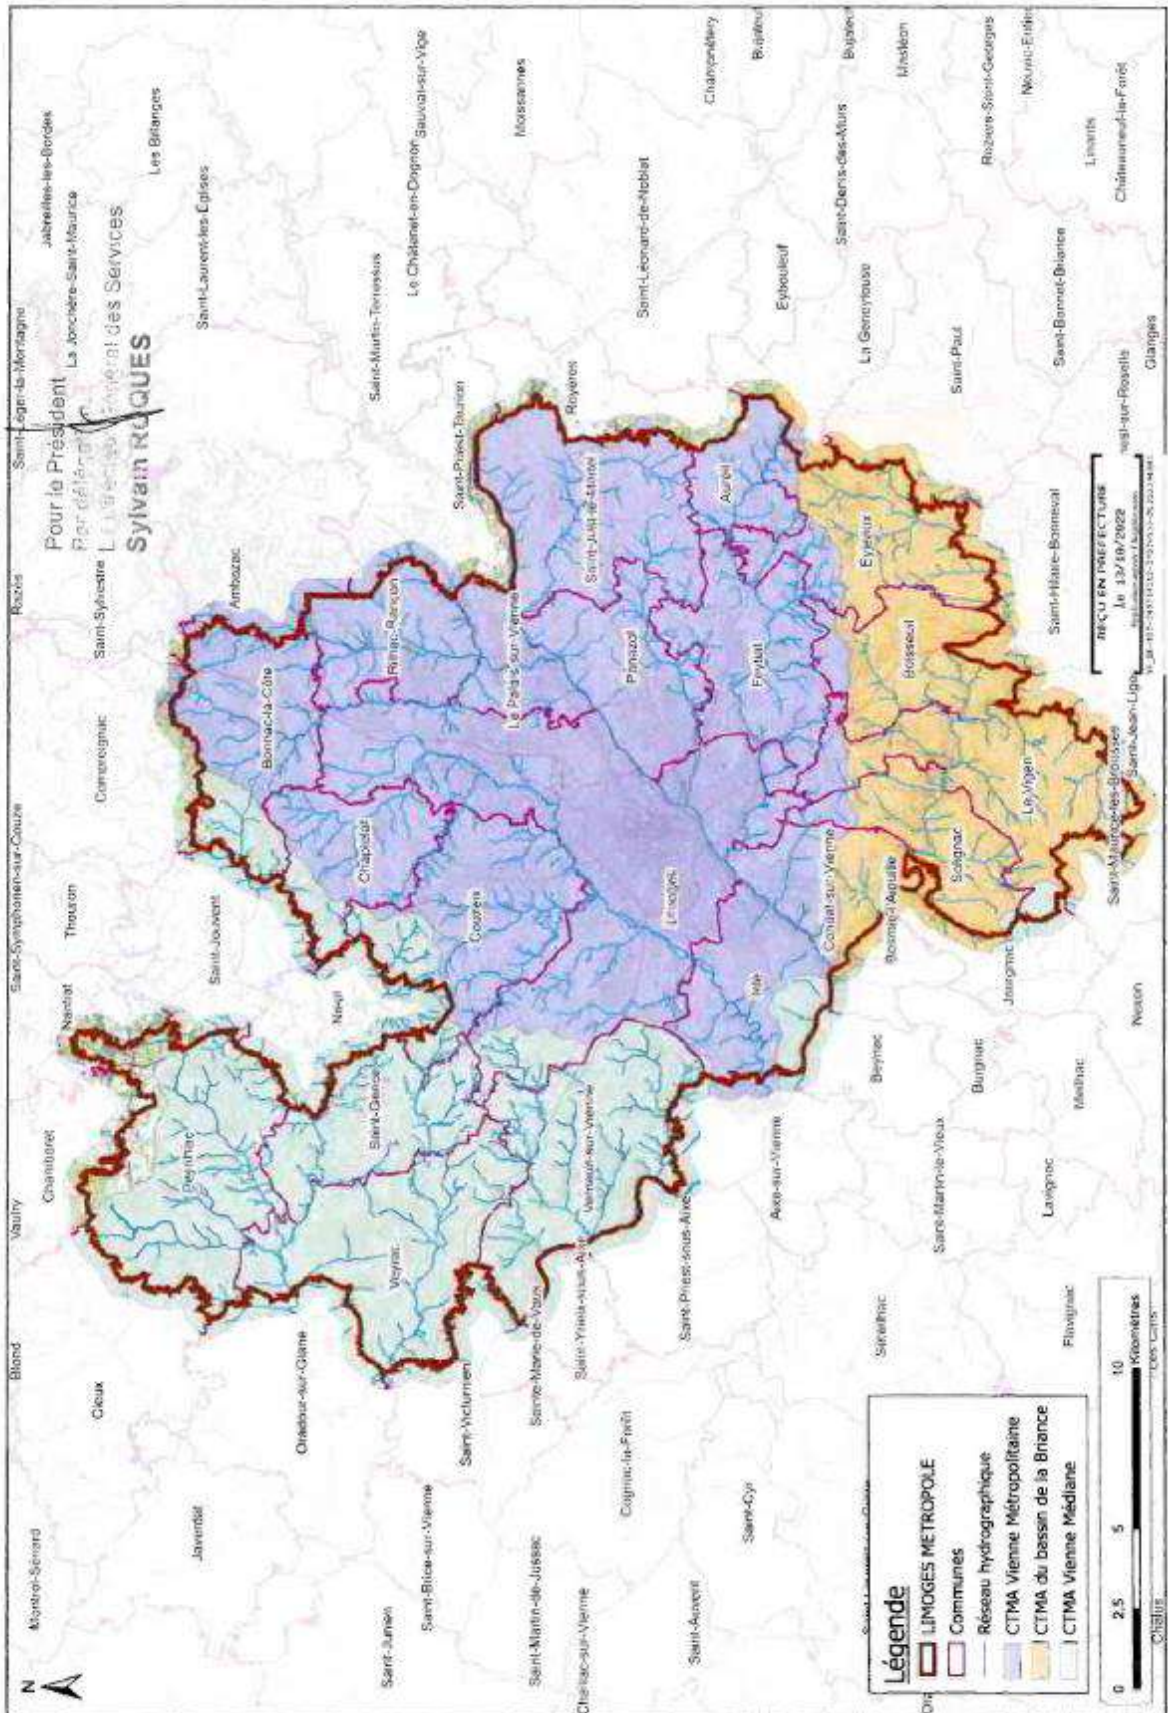 Pour le Président
Sylvain ROQUES
Saint-Léger-la-Montagne
Jabreilles-les-Bordes
La Jonchère-Saint-Maurice
Les Billanges
Saint-Laurent-les-Églises
Razès
Saint-Sylvestre
Ambazac
Compreignac
Saint-Symphorien-sur-Couze
Thouron
Nantiat
Saint-Jouvent
Nieul
Chamboret
Vaulry
Blond
Cieux
Montrol-Sénard
Javerdat
Oradour-sur-Glane
Peyrilhac
Bonnac-la-Côte
Chaptelat
Rilhac-Rançon
Saint-Martin-Terressus
Le Châtenet-en-Dognon
Sauviat-sur-Vige
Saint-Priest-Taurion
Moissannes
Royères
Saint-Gence
Veyrac
Couzeix
Le Palais-sur-Vienne
Saint-Just-le-Martel
Saint-Léonard-de-Noblat
Champnétery
Bujaleuf
Bujaleuf
Masléon
Saint-Junien
Saint-Brice-sur-Vienne
Saint-Victurnien
Saint-Martin-de-Jussac
Sainte-Marie-de-Vaux
Chaillac-sur-Vienne
Saint-Yrieix-sous-Aixe
Verneuil-sur-Vienne
Cognac-la-Forêt
Saint-Priest-sous-Aixe
Limoges
Panazol
Feytiat
Aureil
Eybouleuf
Saint-Denis-des-Murs
La Geneytouse
Roziers-Saint-Georges
Neuvic-Entier
Linards
Châteauneuf-la-Forêt
Saint-Auvent
Saint-Cyr
Aixe-sur-Vienne
Isle
Condat-sur-Vienne
Bosmie-l'Aiguille
Beynac
Burgnac
Jourgnac
Meilhac
Nexon
Saint-Martin-le-Vieux
Lavignac
Séreilhac
Flavignac
Les Cars
Châlus
Eyjeaux
Boisseuil
Solignac
Le Vigen
Saint-Paul
Saint-Bonnet-Briance
Saint-Hilaire-Bonneval
Saint-Maurice-les-Brousses
Saint-Jean-Ligo
Glanges
REÇU EN PREFECTURE
le 13/10/2022
N
Légende
LIMOGES METROPOLE
Communes
Réseau hydrographique
CTMA Vienne Métropolitaine
CTMA du bassin de la Briance
CTMA Vienne Médiane
0 2,5 5 10
Kilomètres